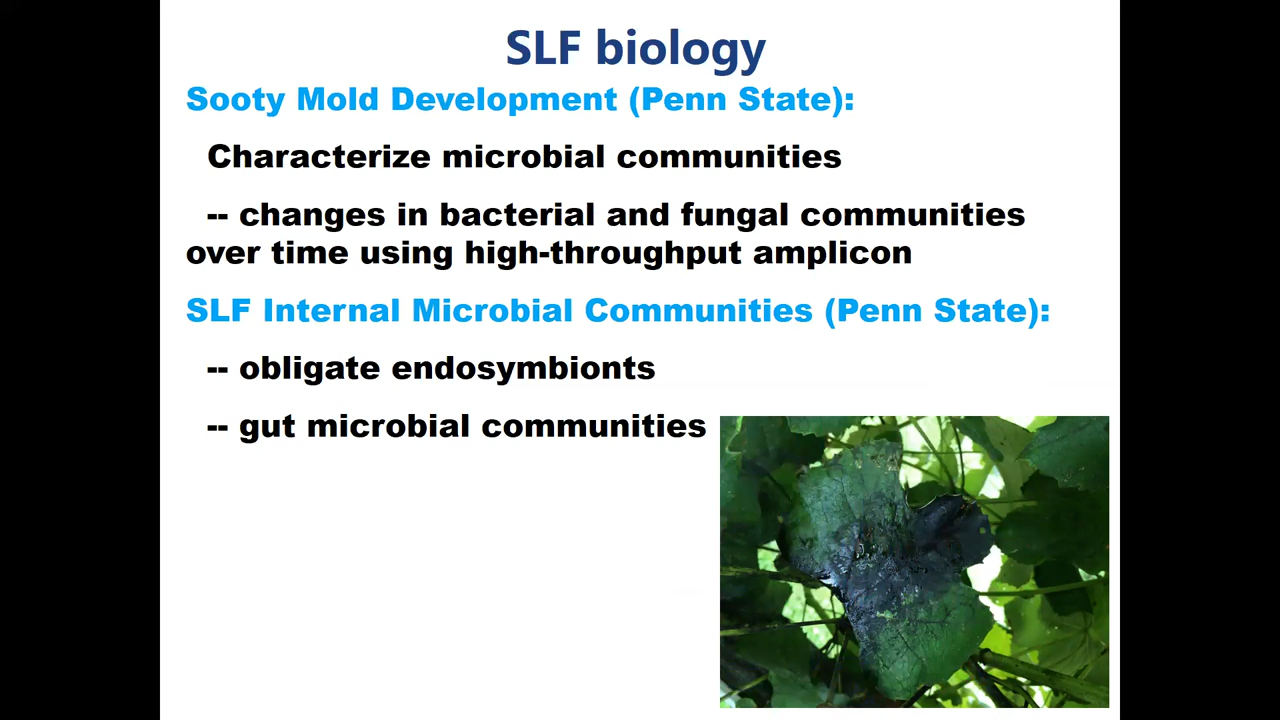 SLF biology
Sooty Mold Development (Penn State):
Characterize microbial communities
-- changes in bacterial and fungal communities
over time using high-throughput amplicon
SLF Internal Microbial Communities (Penn State):
-- obligate endosymbionts
-- gut microbial communities